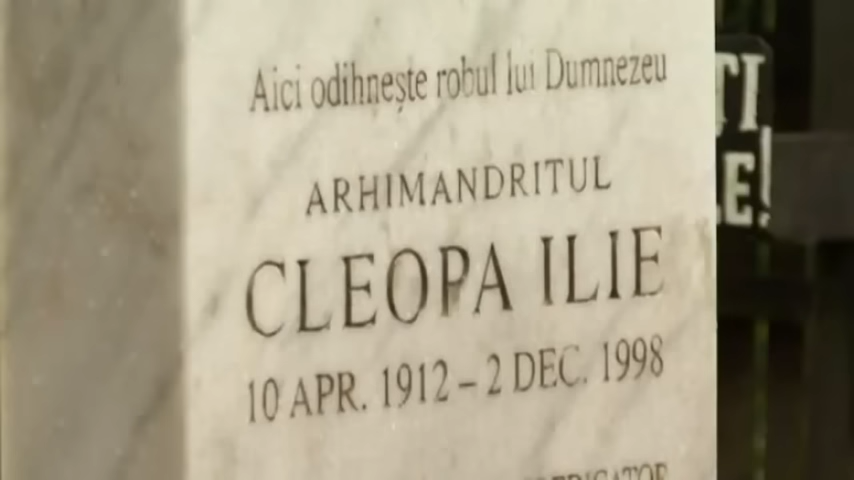 Aici odihnește robul lui Dumnezeu
ARHIMANDRITUL
CLEOPA ILIE
10 APR. 1912 – 2 DEC. 1998